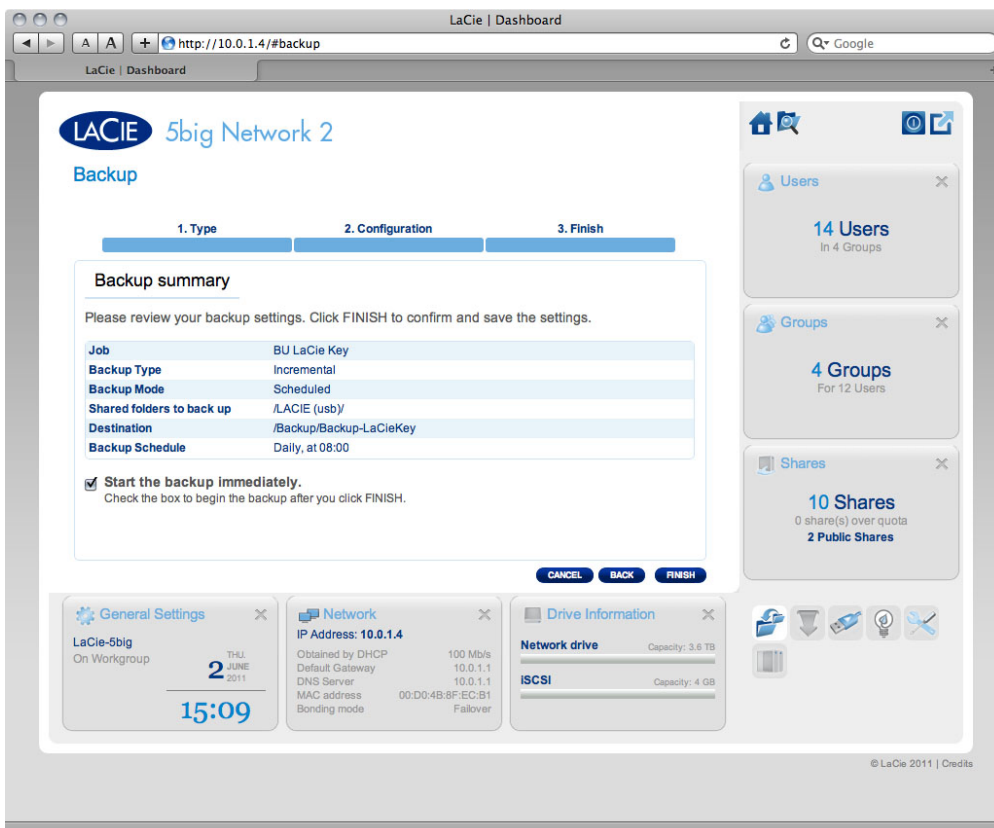 LaCie | Dashboard
A A + http://10.0.1.4/#backup Google
LaCie | Dashboard
LACIE 5big Network 2
Backup
1. Type 2. Configuration 3. Finish
Backup summary
Please review your backup settings. Click FINISH to confirm and save the settings.
Job BU LaCie Key
Backup Type Incremental
Backup Mode Scheduled
Shared folders to back up /LACIE (usb)/
Destination /Backup/Backup-LaCieKey
Backup Schedule Daily, at 08:00
Start the backup immediately.
Check the box to begin the backup after you click FINISH.
CANCEL BACK FINISH
Users
14 Users
In 4 Groups
Groups
4 Groups
For 12 Users
Shares
10 Shares
0 share(s) over quota
2 Public Shares
General Settings
LaCie-5big
On Workgroup
THU.
2 JUNE
2011
15:09
Network
IP Address: 10.0.1.4
Obtained by DHCP 100 Mb/s
Default Gateway 10.0.1.1
DNS Server 10.0.1.1
MAC address 00:D0:4B:8F:EC:B1
Bonding mode Failover
Drive Information
Network drive Capacity: 3.6 TB
iSCSI Capacity: 4 GB
© LaCie 2011 | Credits